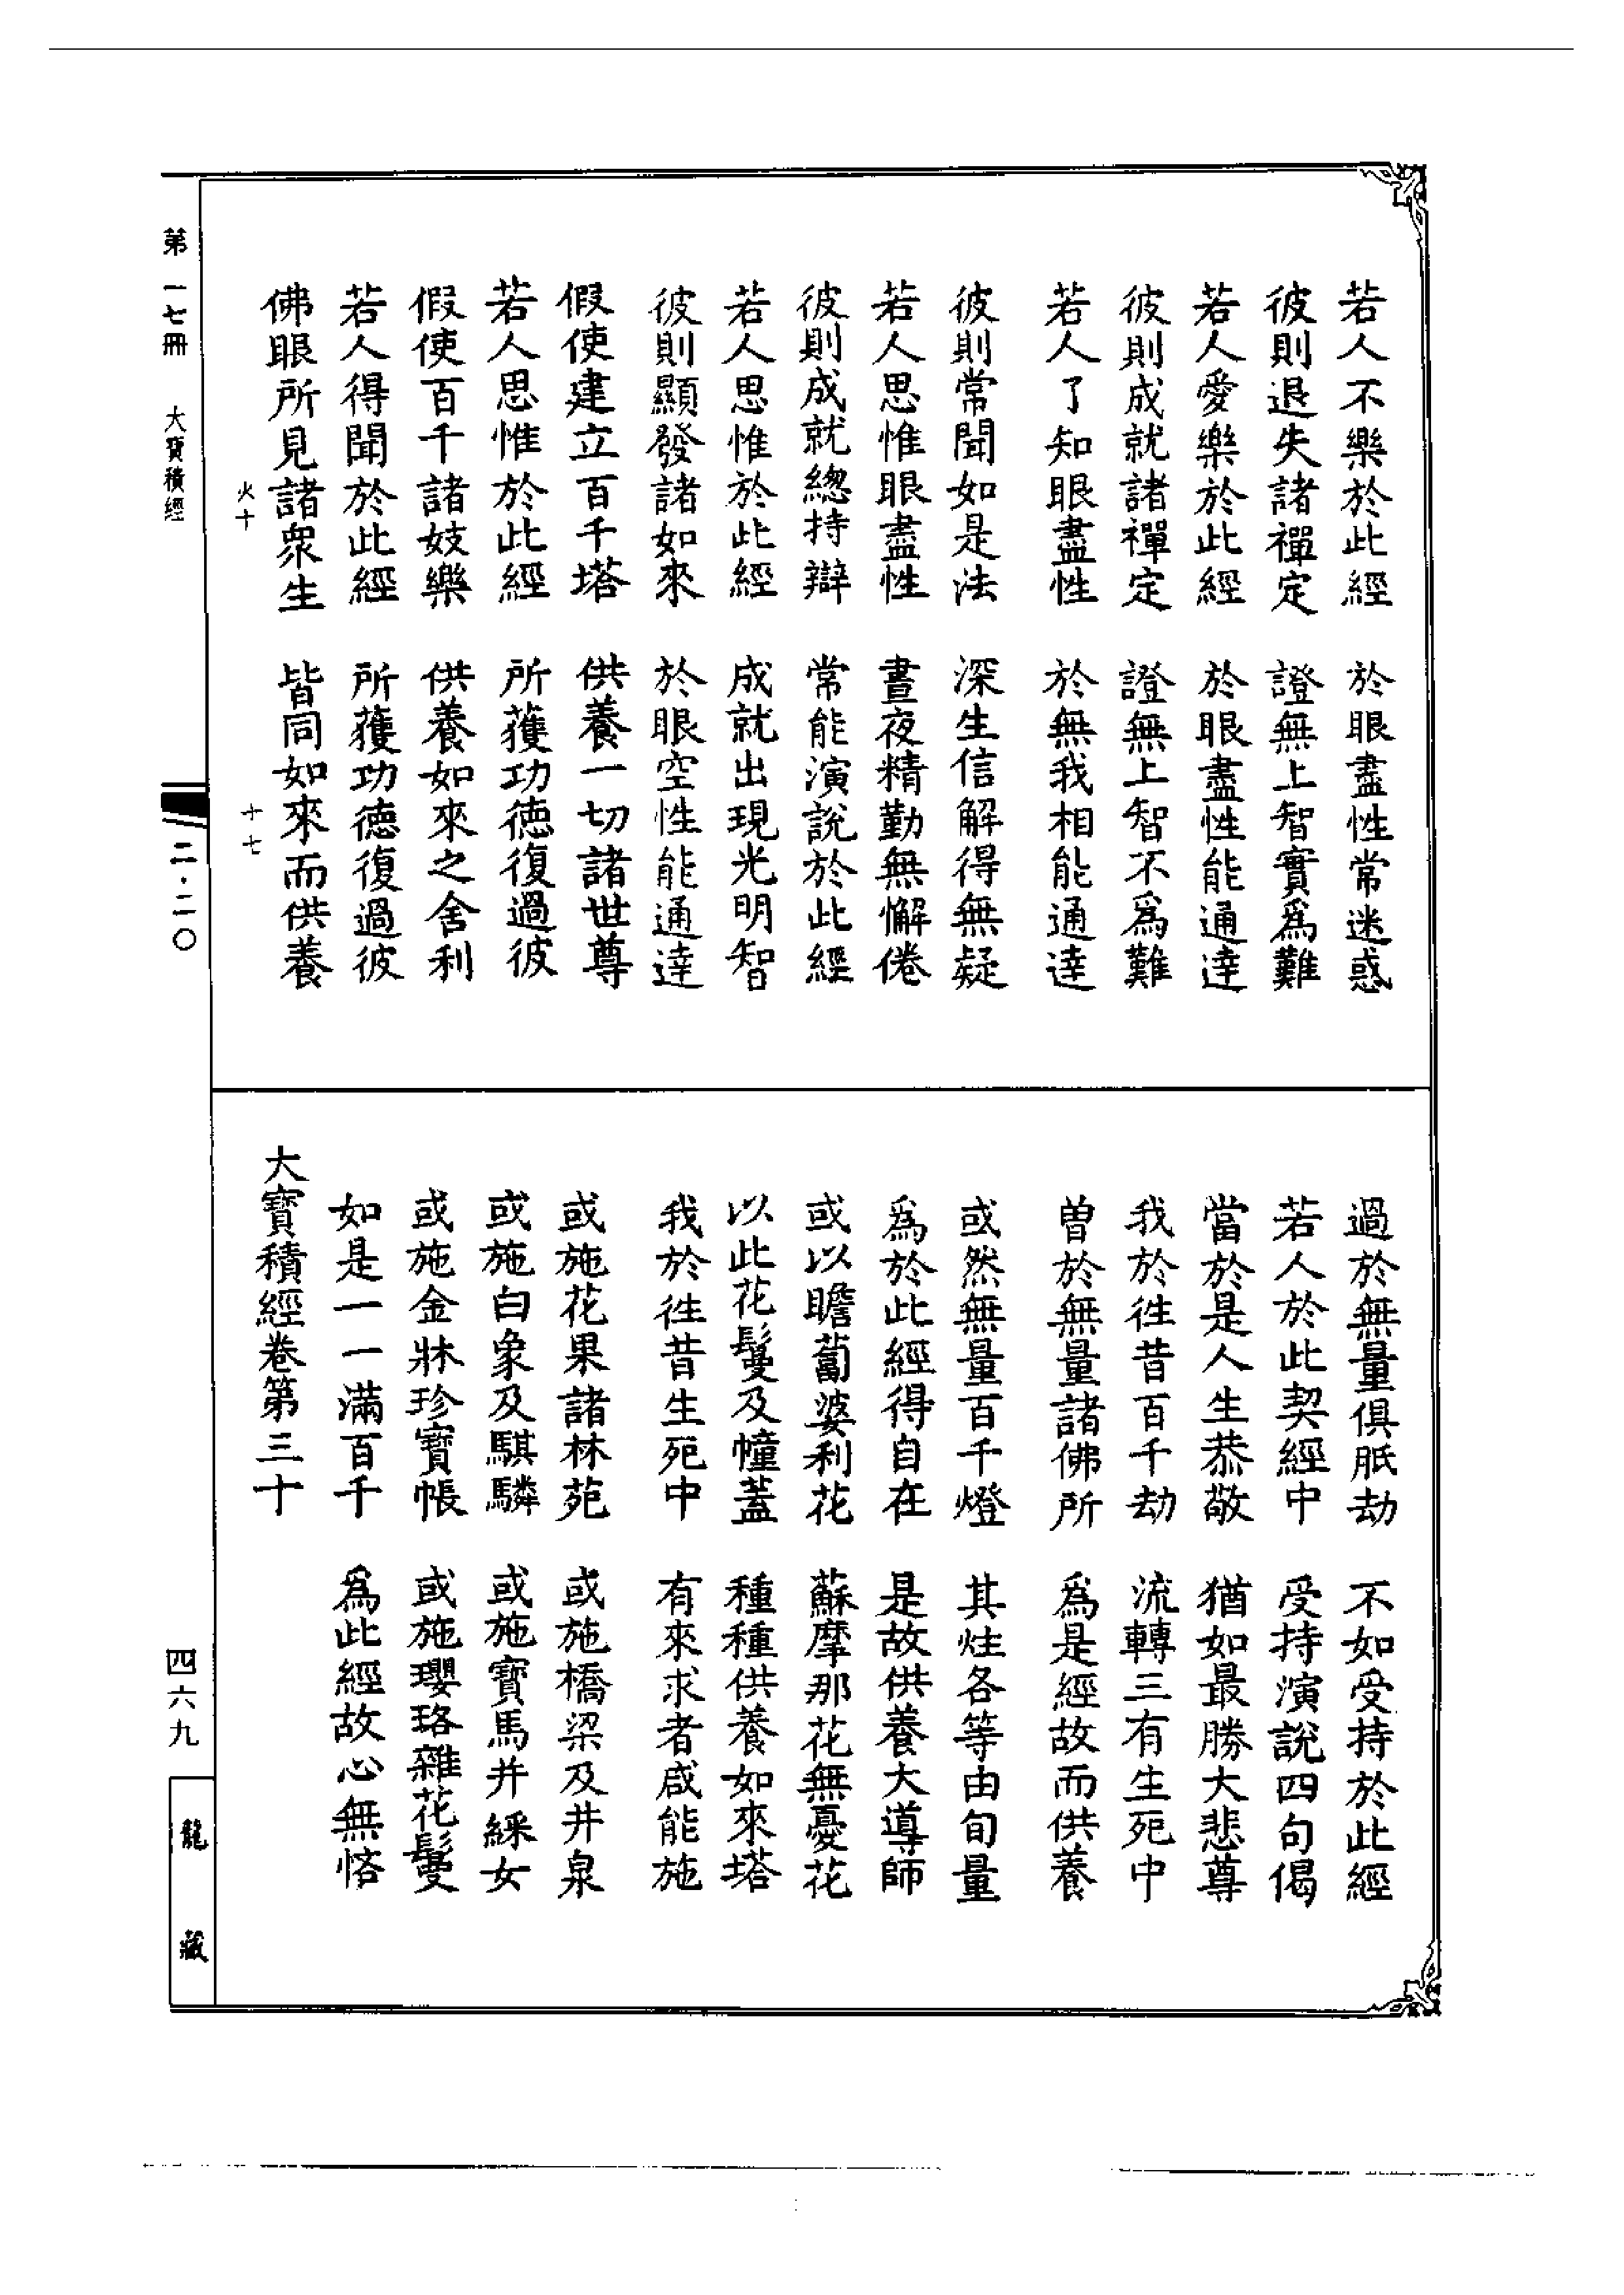 若人不樂於此經　於眼盡性常迷惑
彼則退失諸禪定　證無上智實爲難
若人愛樂於此經　於眼盡性能通達
彼則成就諸禪定　證無上智不爲難
若人了知眼盡性　於無我相能通達
彼則常聞如是法　深生信解得無疑
若人思惟眼盡性　晝夜精勤無懈倦
彼則成就總持辯　常能演說於此經
若人思惟於此經　成就出現光明智
彼則顯發諸如來　於眼空性能通達
假使建立百千塔　供養一切諸世尊
若人思惟於此經　所獲功德復過彼
假使百千諸妓樂　供養如來之舍利
若人得聞於此經　所獲功德復過彼
佛眼所見諸衆生　皆同如來而供養
火十　十七
過於無量俱胝劫　不如受持於此經
若人於此契經中　受持演說四句偈
當於是人生恭敬　猶如最勝大悲尊
我於徃昔百千劫　流轉三有生死中
曽於無量諸佛所　爲是經故而供養
或然無量百千燈　其炷各等由旬量
爲於此經得自在　是故供養大導師
或以瞻蔔婆利花　蘇摩那花無憂花
以此花鬘及幢蓋　種種供養如來塔
我於徃昔生死中　有來求者咸能施
或施花果諸林苑　或施橋梁及井泉
或施白象及騏驎　或施寶馬并綵女
或施金牀珍寶帳　或施瓔珞雜花鬘
如是一一滿百千　爲此經故心無悋
大寶積經卷第三十
第一七冊　大寶積經
二·二〇
四六九
龍藏